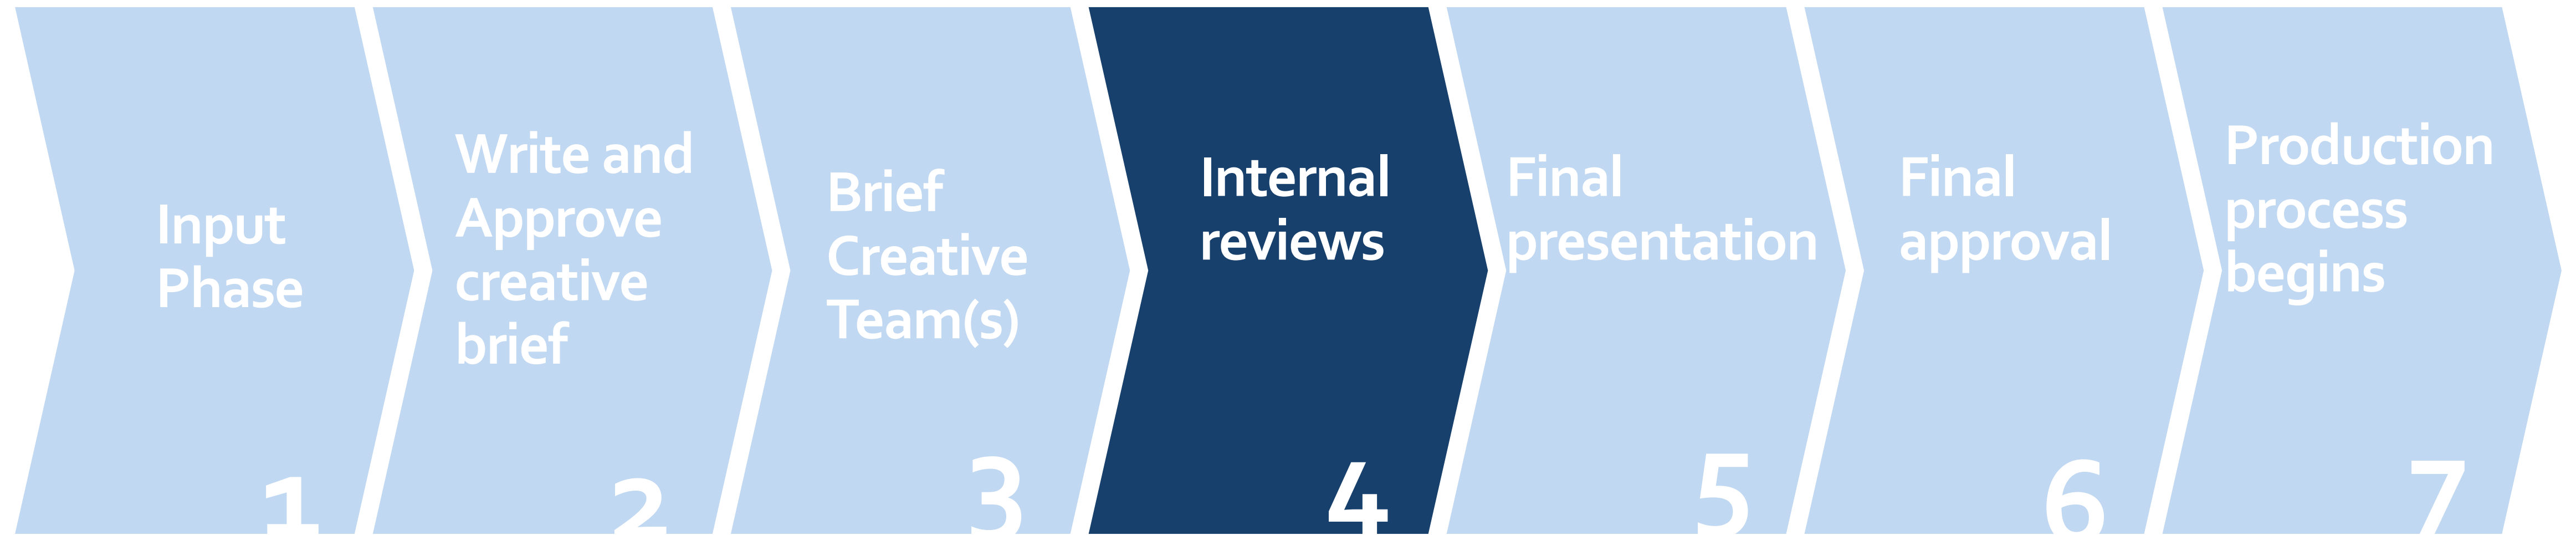 Input
Phase
1
Write and
Approve
creative
brief
2
Brief
Creative
Team(s)
3
Internal
reviews
4
Final
presentation
5
Final
approval
6
Production
process
begins
7